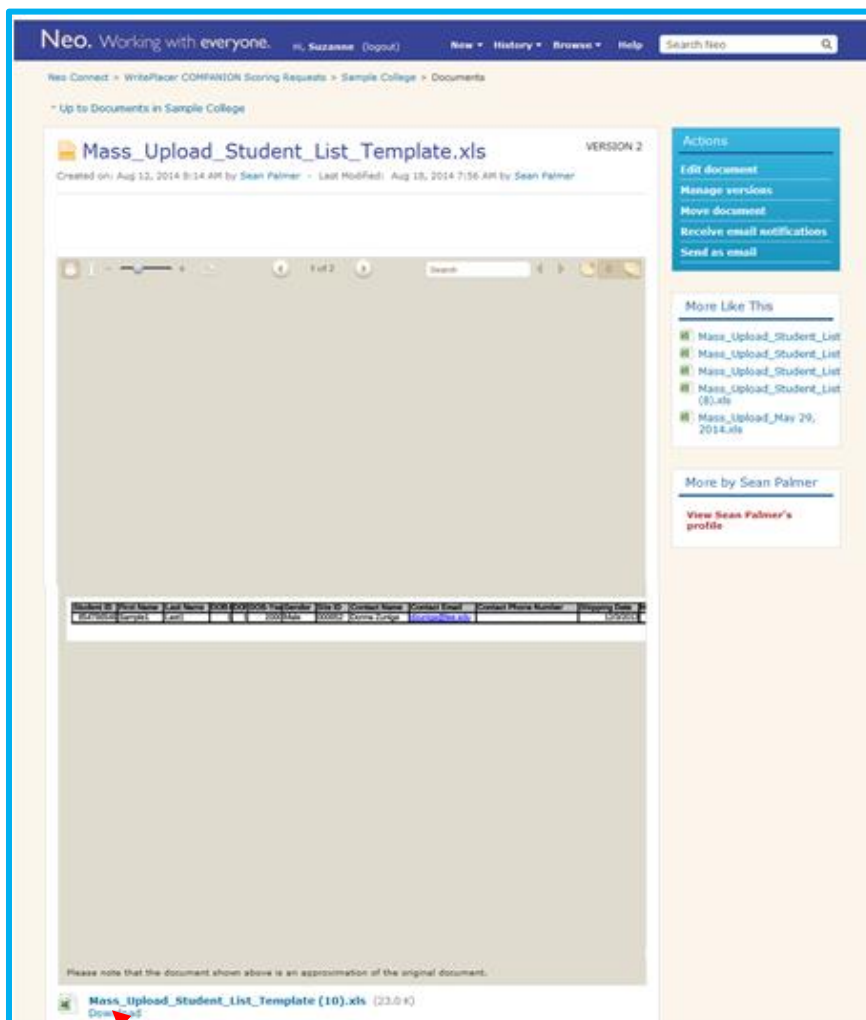 Neo. Working with everyone. Hi, Suzanne (logout) New History Browse Help Search Neo
Neo Connect > WritePlacer COMPANION Scoring Requests > Sample College > Documents
Up to Documents in Sample College
Mass_Upload_Student_List_Template.xls VERSION 2
Created on: Aug 12, 2014 8:14 AM by Sean Palmer - Last Modified: Aug 18, 2014 7:56 AM by Sean Palmer
1 of 2 Search
Student ID First Name Last Name Gender Site ID Contact Name Contact Email Contact Phone Number Shipping Date
Sample1 Last1 2000 Male 000852 Donna Zuniga
Please note that the document shown above is an approximation of the original document.
Mass_Upload_Student_List_Template (10).xls (23.0 K)
Download
Actions
Edit document
Manage versions
Move document
Receive email notifications
Send as email
More Like This
Mass_Upload_Student_List
Mass_Upload_Student_List
Mass_Upload_Student_List
Mass_Upload_Student_List
(8).xls
Mass_Upload_May 29,
2014.xls
More by Sean Palmer
View Sean Palmer's
profile